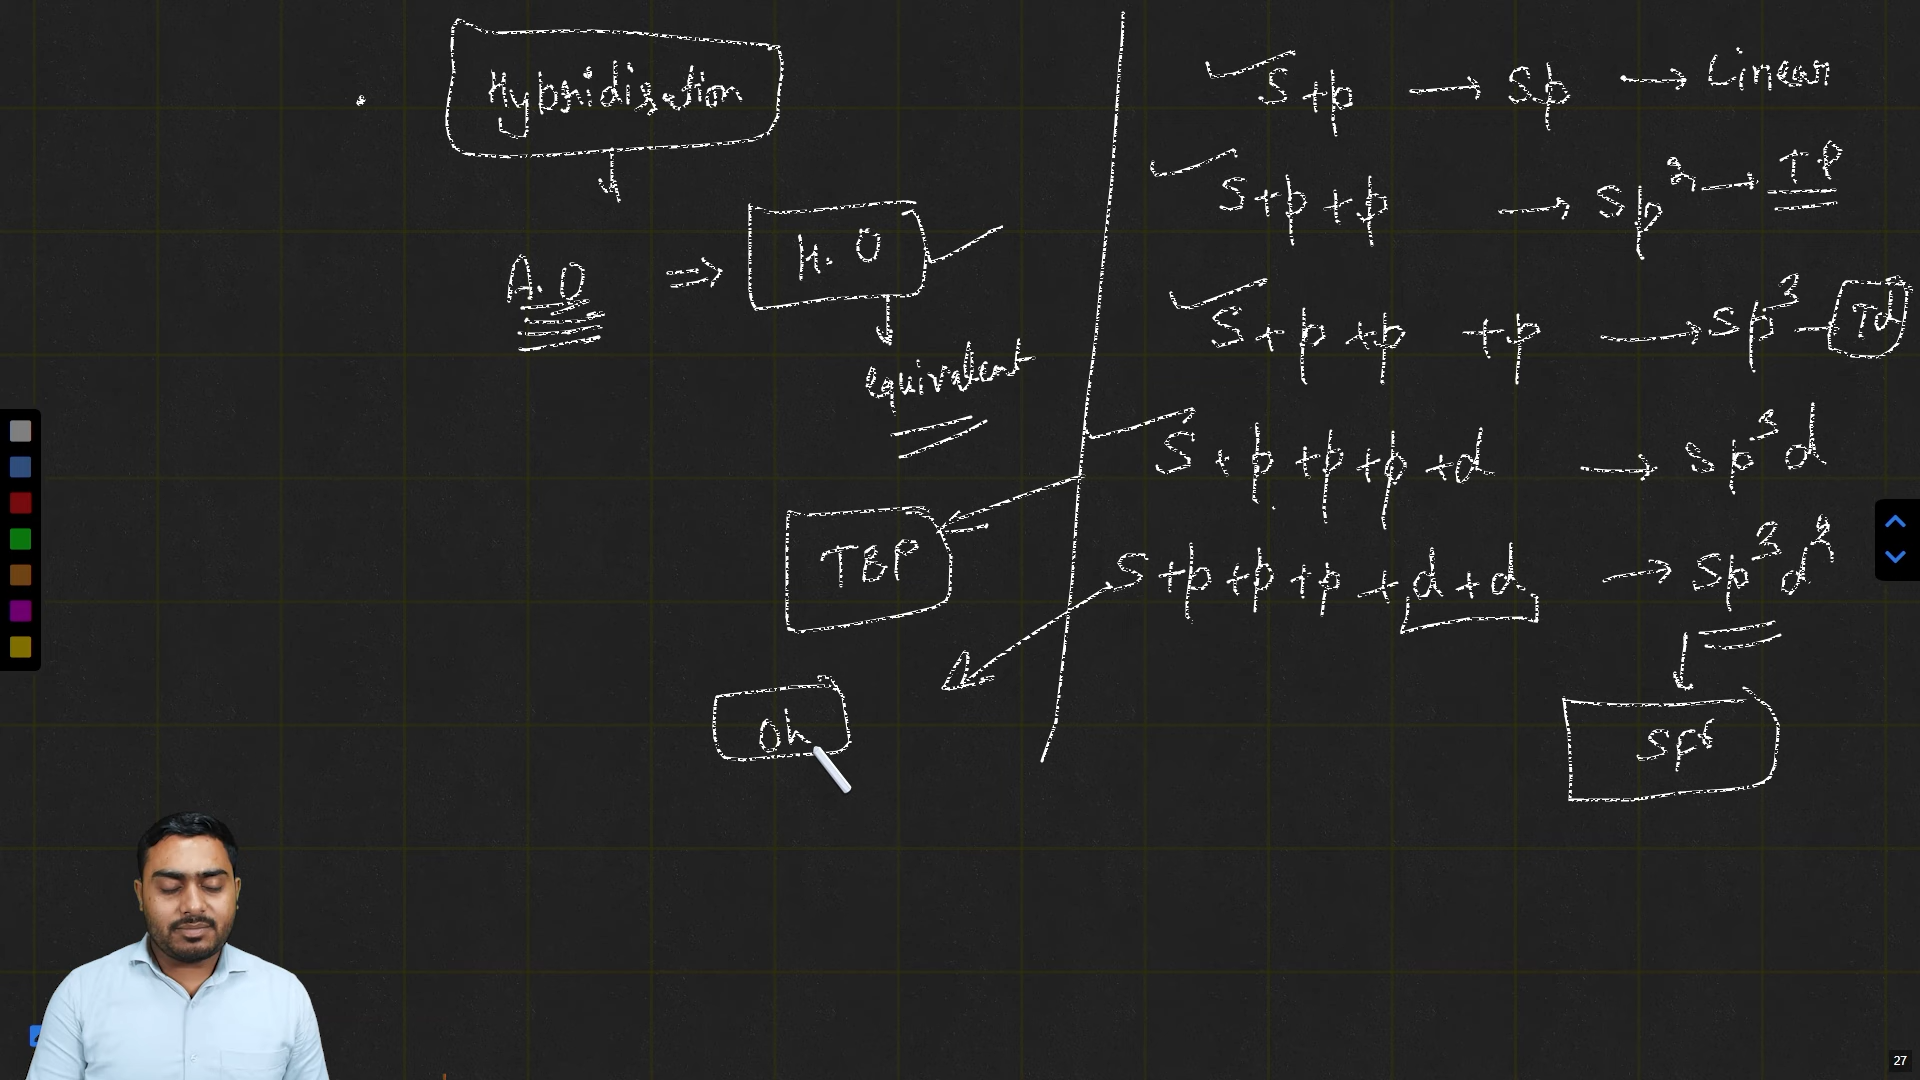 Hybridisation
A.O ⇒ H.O
equivalent
TBP
Oh
S+p → Sp → Linear
S+p+p → Sp² → TP
S+p+p+p → Sp³ – Td
S+p+p+p+d → Sp³d
S+p+p+p+d+d → Sp³d²
SF6
27